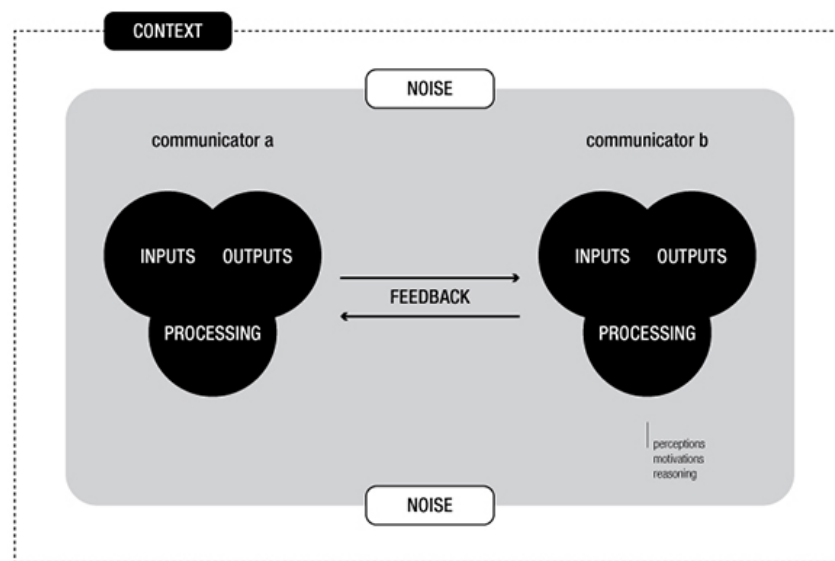 CONTEXT
NOISE
communicator a
communicator b
INPUTS OUTPUTS
PROCESSING
FEEDBACK
INPUTS OUTPUTS
PROCESSING
perceptions
motivations
reasoning
NOISE